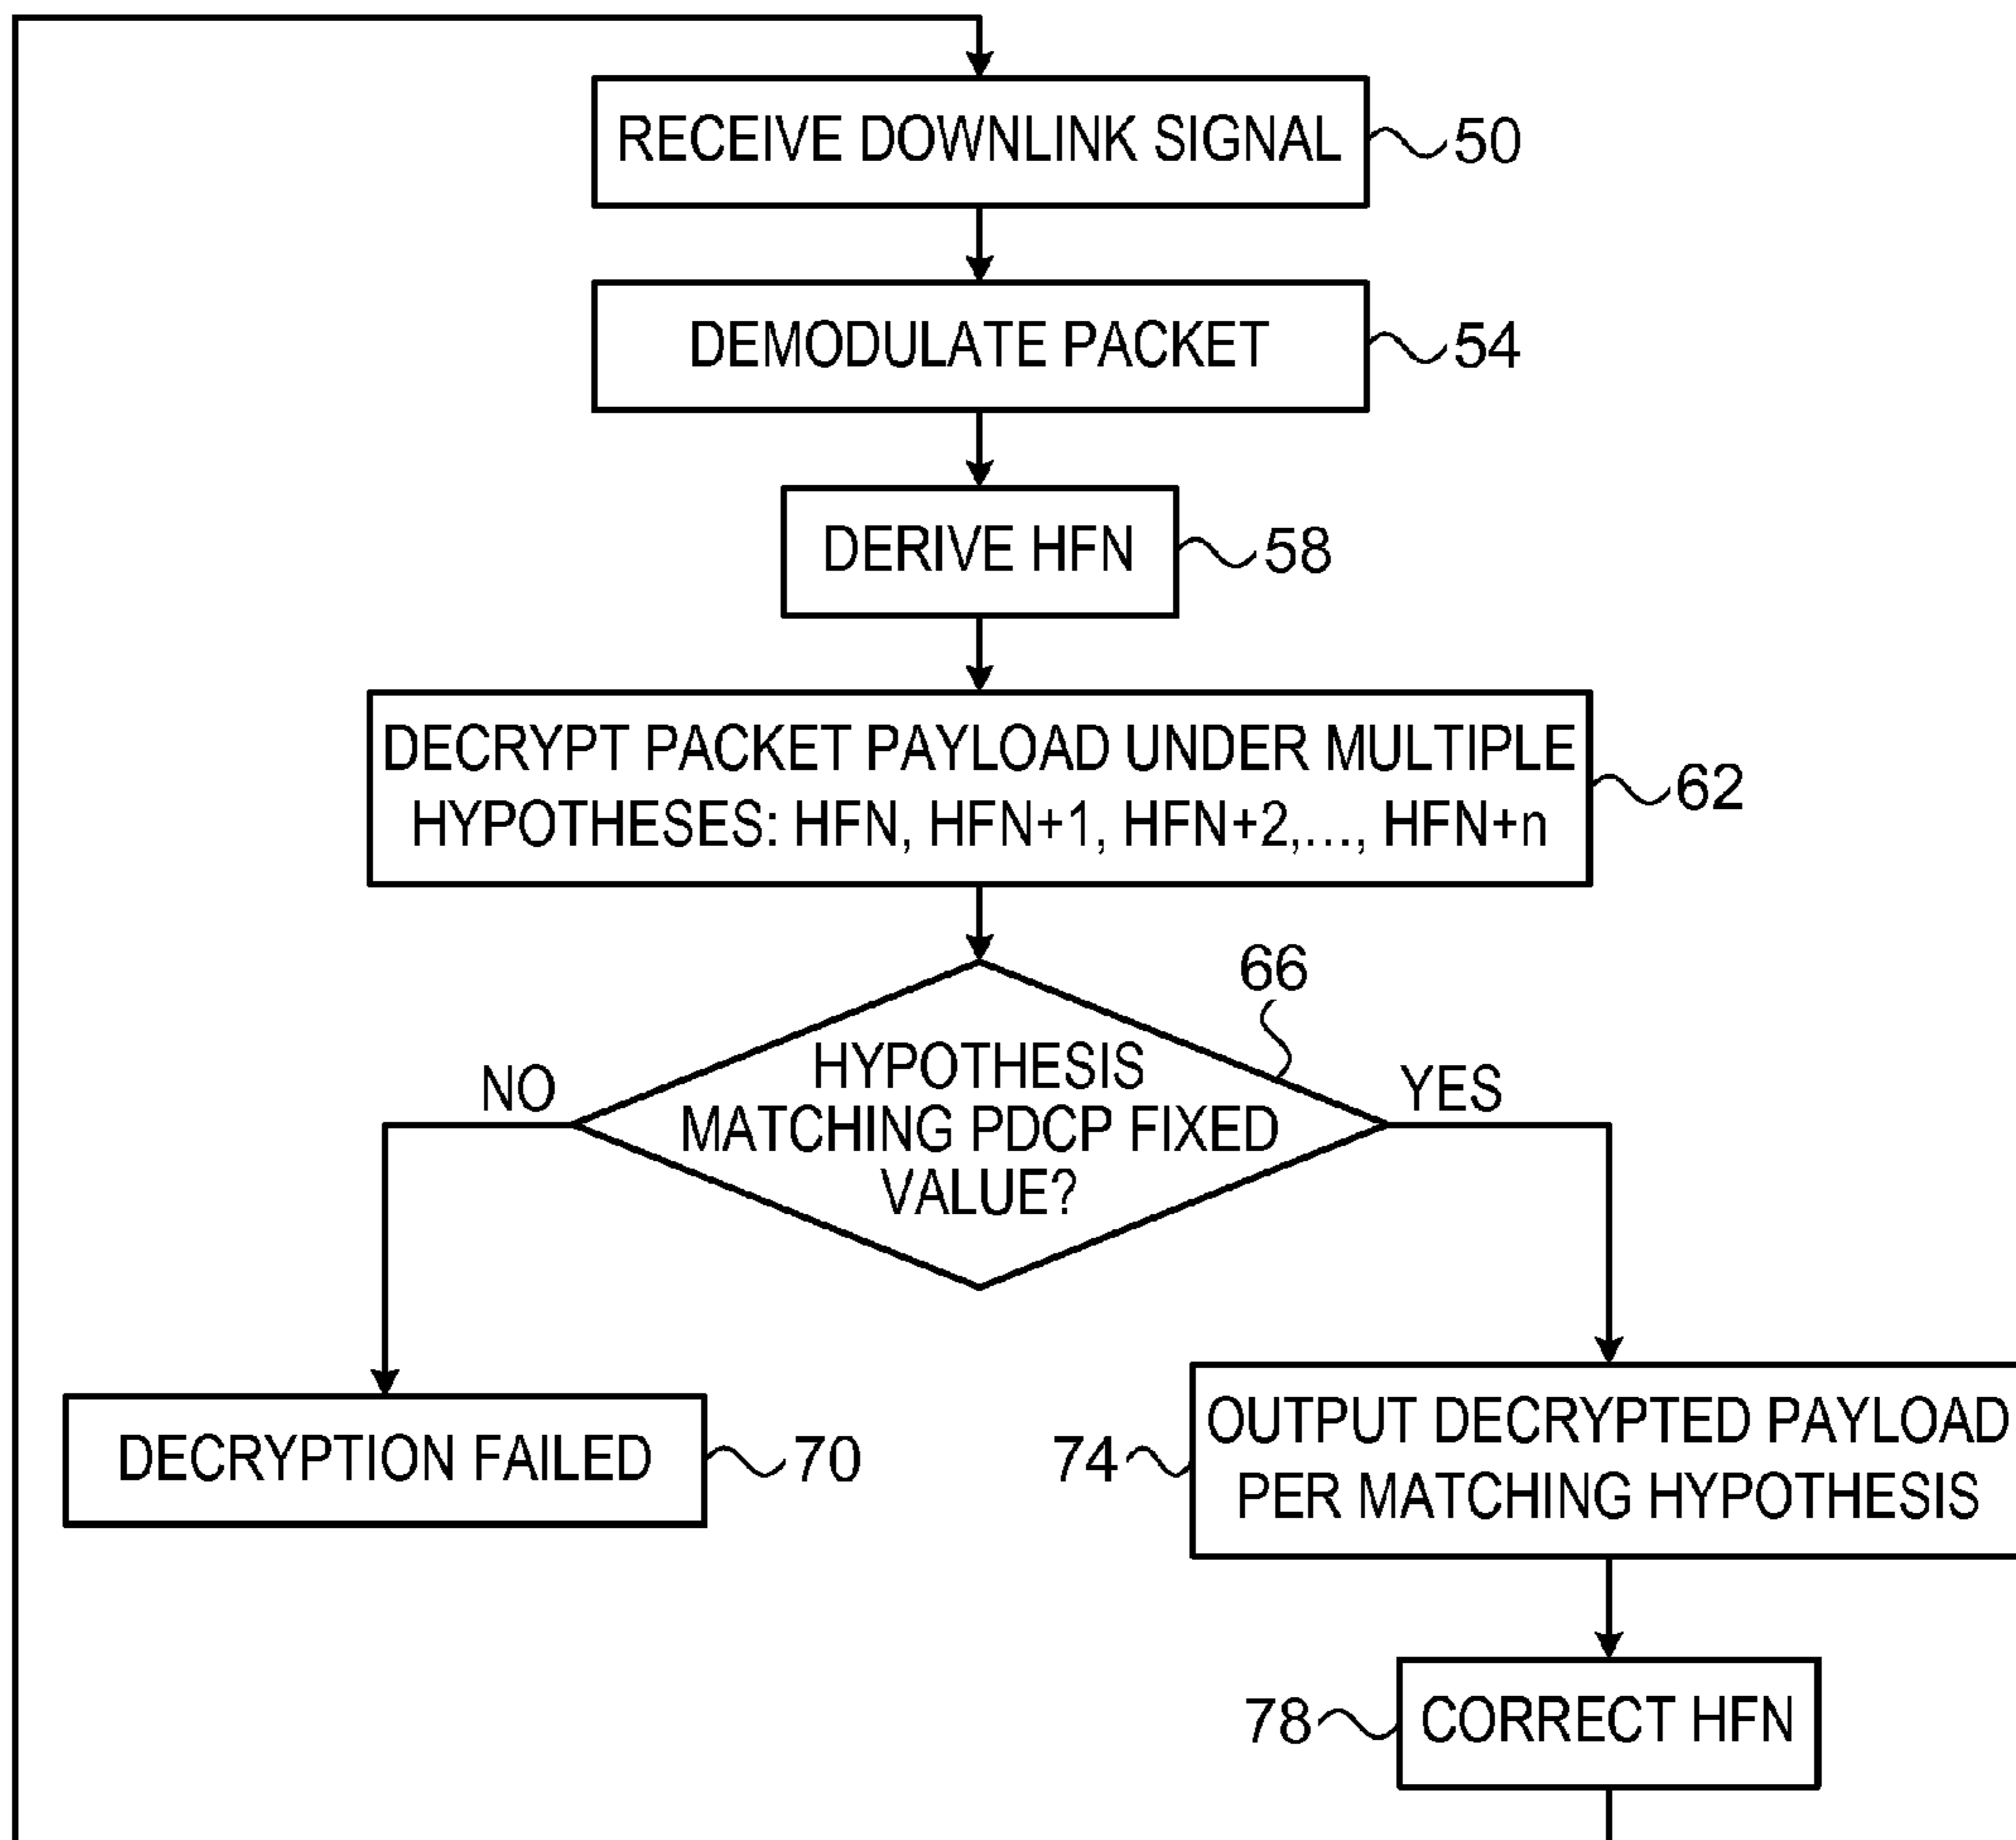 RECEIVE DOWNLINK SIGNAL
50
DEMODULATE PACKET
54
DERIVE HFN
58
DECRYPT PACKET PAYLOAD UNDER MULTIPLE
HYPOTHESES: HFN, HFN+1, HFN+2,..., HFN+n
62
66
HYPOTHESIS
MATCHING PDCP FIXED
VALUE?
NO
YES
DECRYPTION FAILED
70
74
OUTPUT DECRYPTED PAYLOAD
PER MATCHING HYPOTHESIS
78
CORRECT HFN